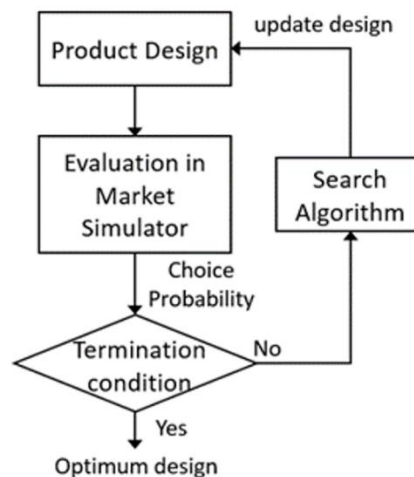 update design
Product Design
Evaluation in
Market
Simulator
Search
Algorithm
Choice
Probability
Termination
condition
No
Yes
Optimum design